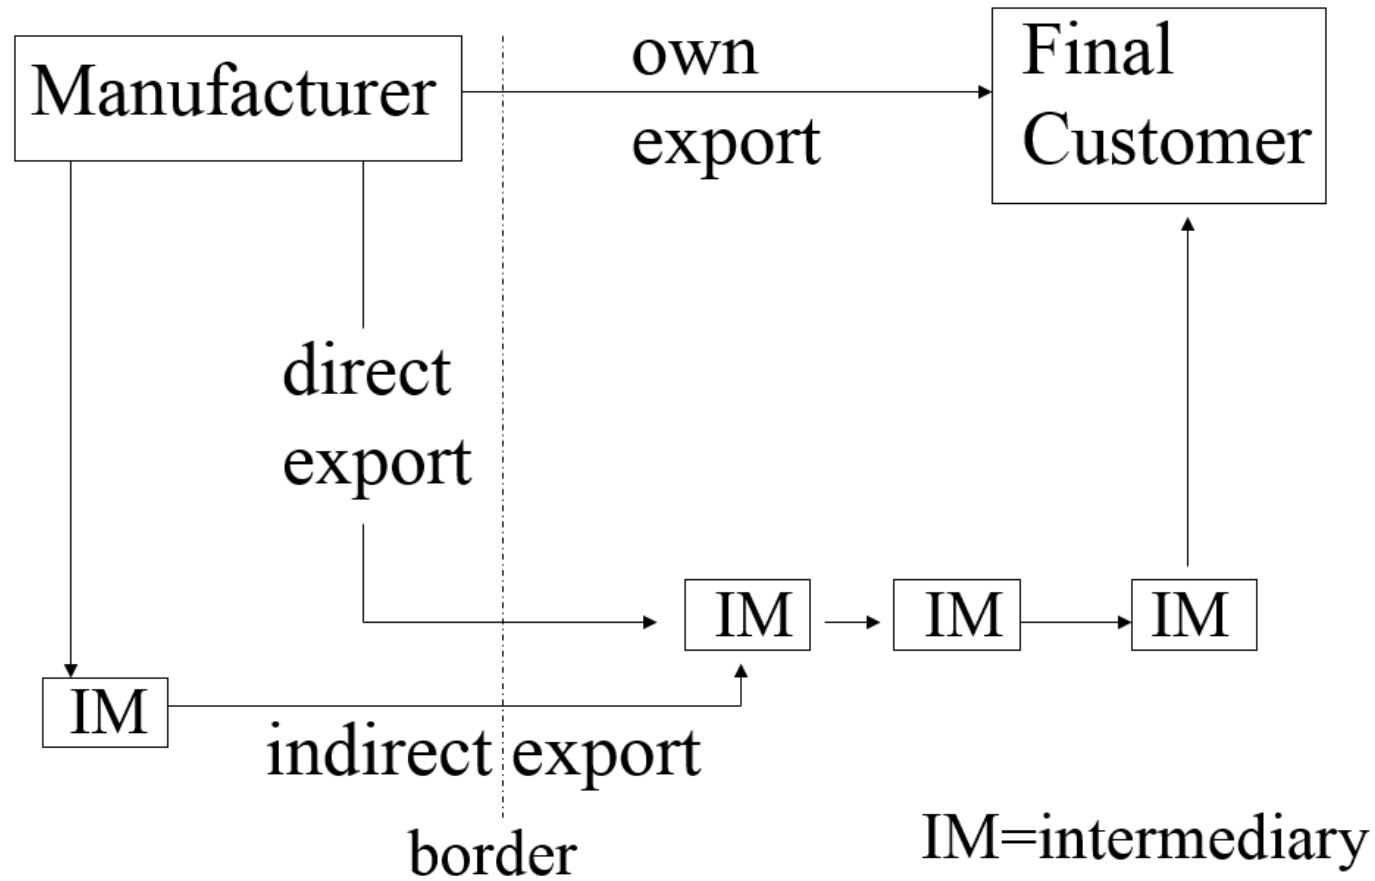 Manufacturer
own
export
Final
Customer
direct
export
IM
IM
IM
IM
indirect export
border
IM=intermediary